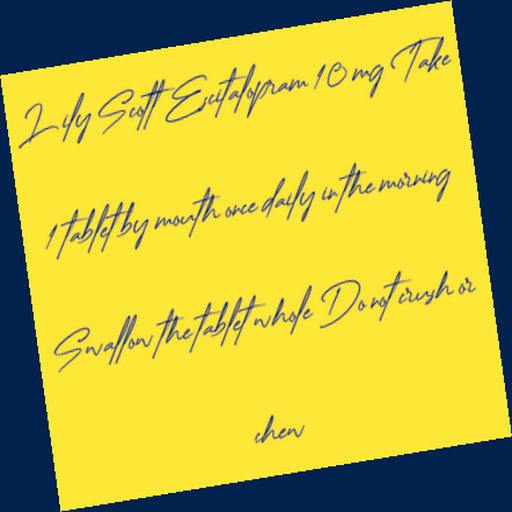 Lily Scott Escitalopram 10 mg Take
1 tablet by mouth once daily in the morning
Swallow the tablet whole Do not crush or
chew